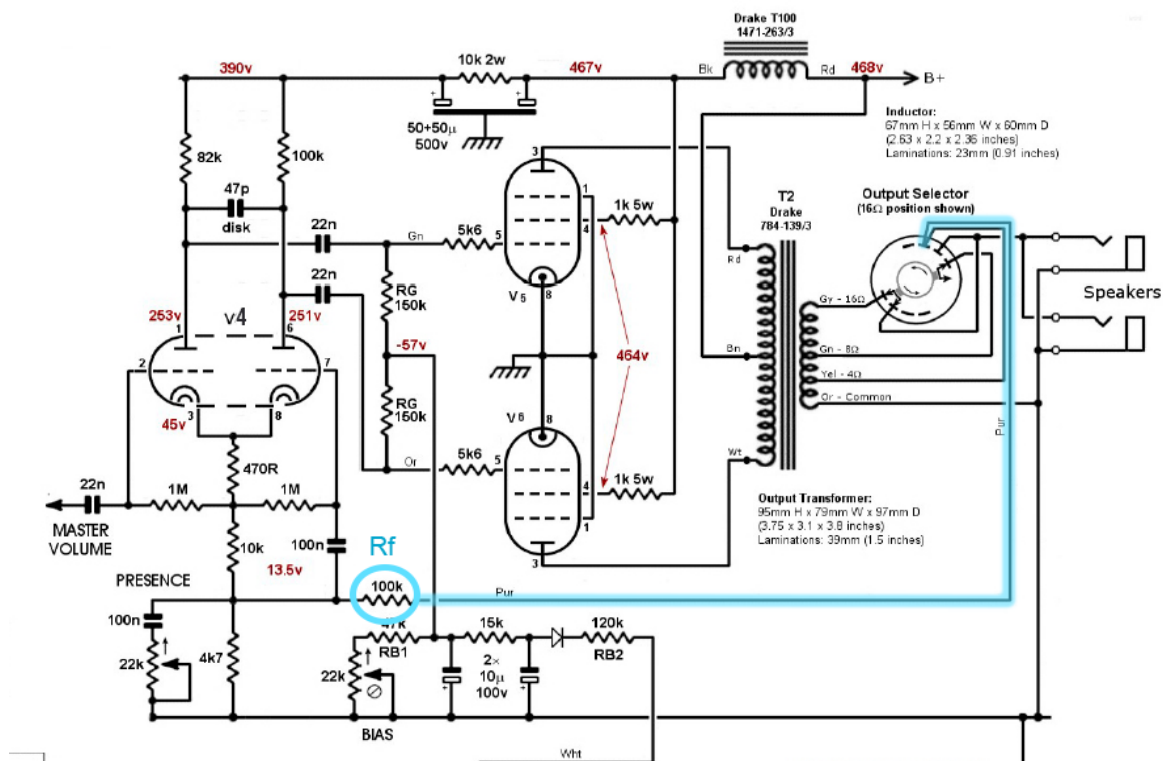 Drake T100
1471-263/3
390v
10k 2w
467v
Bk
Rd
468v
B+
50+50µ
500v
Inductor:
67mm H x 56mm W x 60mm D
(2.63 x 2.2 x 2.36 inches)
Laminations: 23mm (0.91 inches)
82k
100k
47p
disk
22n
Gn
5k6
5
3
1
4
1k 5w
V5
8
T2
Drake
784-139/3
Output Selector
(16Ω position shown)
Rd
Gy - 16Ω
Speakers
22n
RG
150k
253v
1
V4
251v
6
-57v
464v
Bn
Gn - 8Ω
Yel - 4Ω
Or - Common
2
7
3
8
45v
RG
150k
V6
8
Wt
Pur
470R
Or
5k6
5
4
1
1k 5w
3
22n
1M
1M
MASTER
VOLUME
10k
100n
13.5v
Rf
Output Transformer:
95mm H x 79mm W x 97mm D
(3.75 x 3.1 x 3.8 inches)
Laminations: 39mm (1.5 inches)
PRESENCE
100k
Pur
100n
22k
4k7
47k
RB1
15k
120k
RB2
22k
2×
10µ
100v
BIAS
Wht